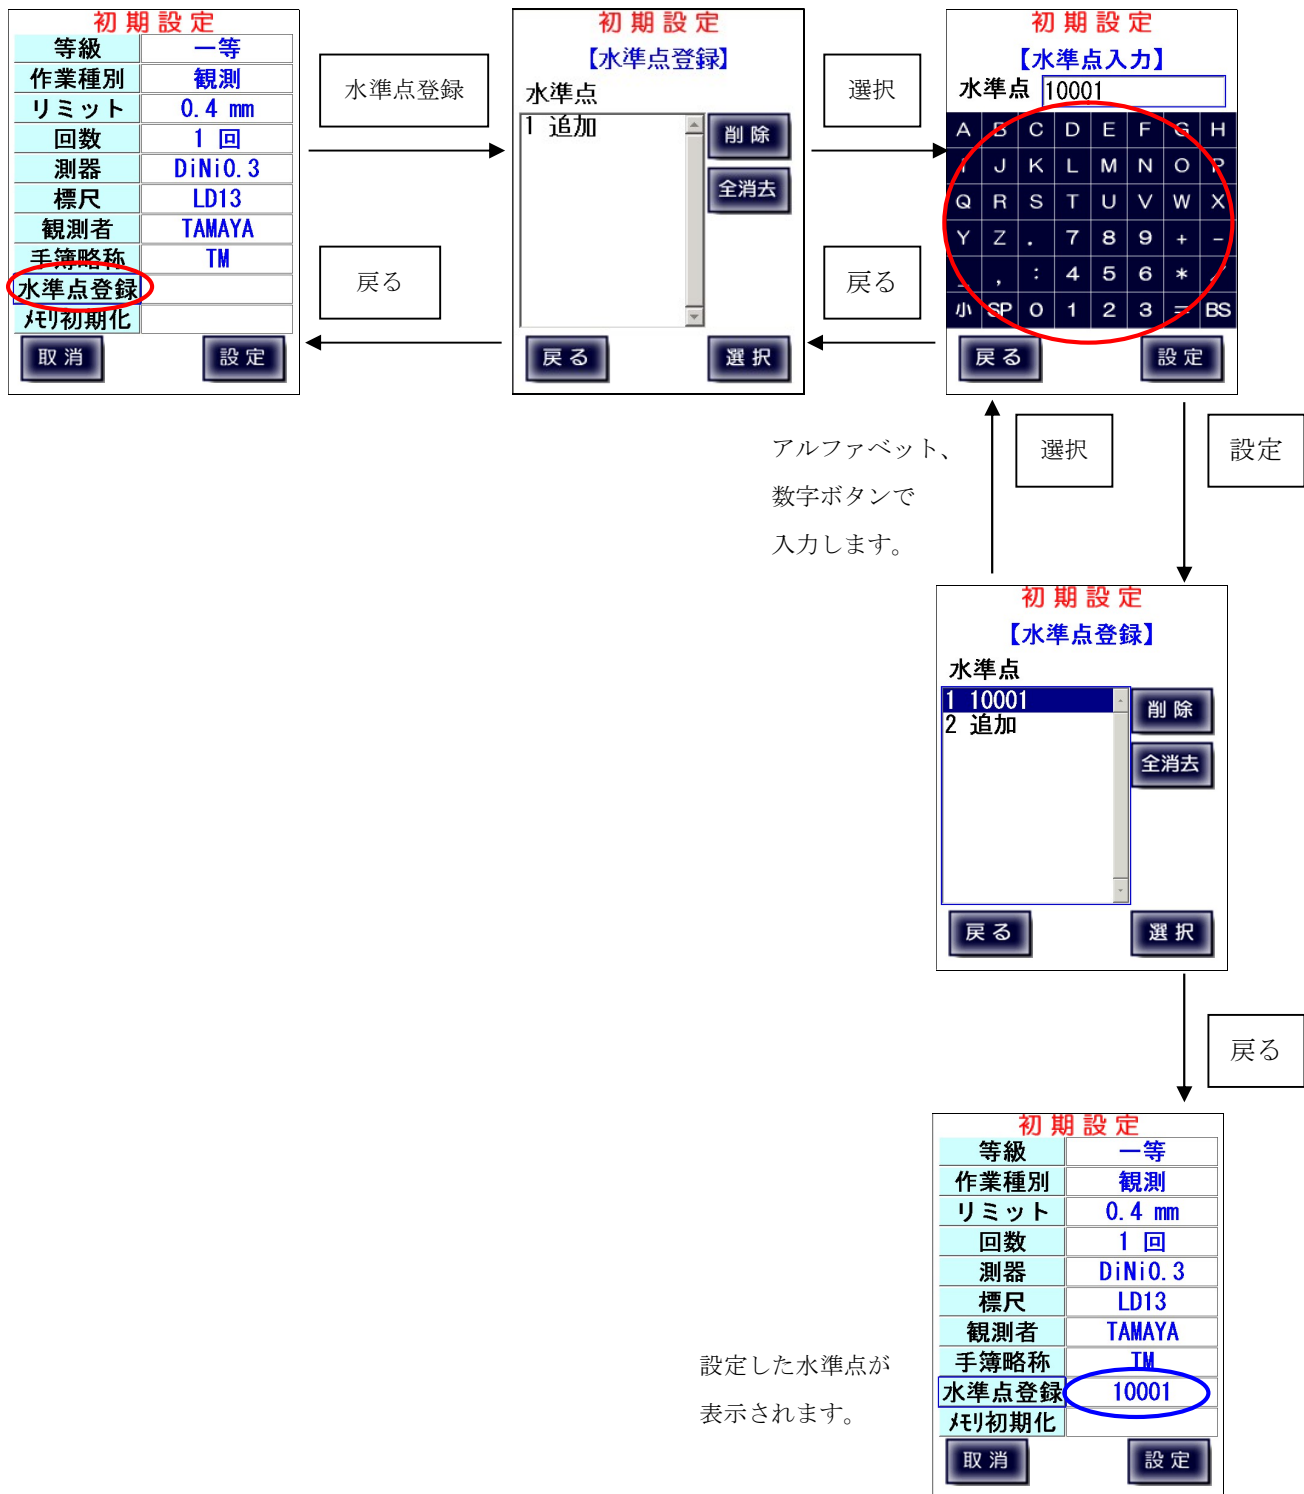 初期設定
等級 一等
作業種別 観測
リミット 0.4 mm
回数 1 回
測器 DiNi0.3
標尺 LD13
観測者 TAMAYA
手簿略称 TM
水準点登録
ﾒﾓﾘ初期化
取消 設定
水準点登録
戻る
初期設定
【水準点登録】
水準点
1 追加
削除
全消去
戻る 選択
選択
戻る
初期設定
【水準点入力】
水準点 10001
A B C D E F G H
I J K L M N O P
Q R S T U V W X
Y Z . 7 8 9 + -
_ , : 4 5 6 * /
小 SP 0 1 2 3 = BS
戻る 設定
アルファベット、
数字ボタンで
入力します。
選択
設定
初期設定
【水準点登録】
水準点
1 10001
2 追加
削除
全消去
戻る 選択
戻る
初期設定
等級 一等
作業種別 観測
リミット 0.4 mm
回数 1 回
測器 DiNi0.3
標尺 LD13
観測者 TAMAYA
手簿略称 TM
水準点登録 10001
ﾒﾓﾘ初期化
取消 設定
設定した水準点が
表示されます。